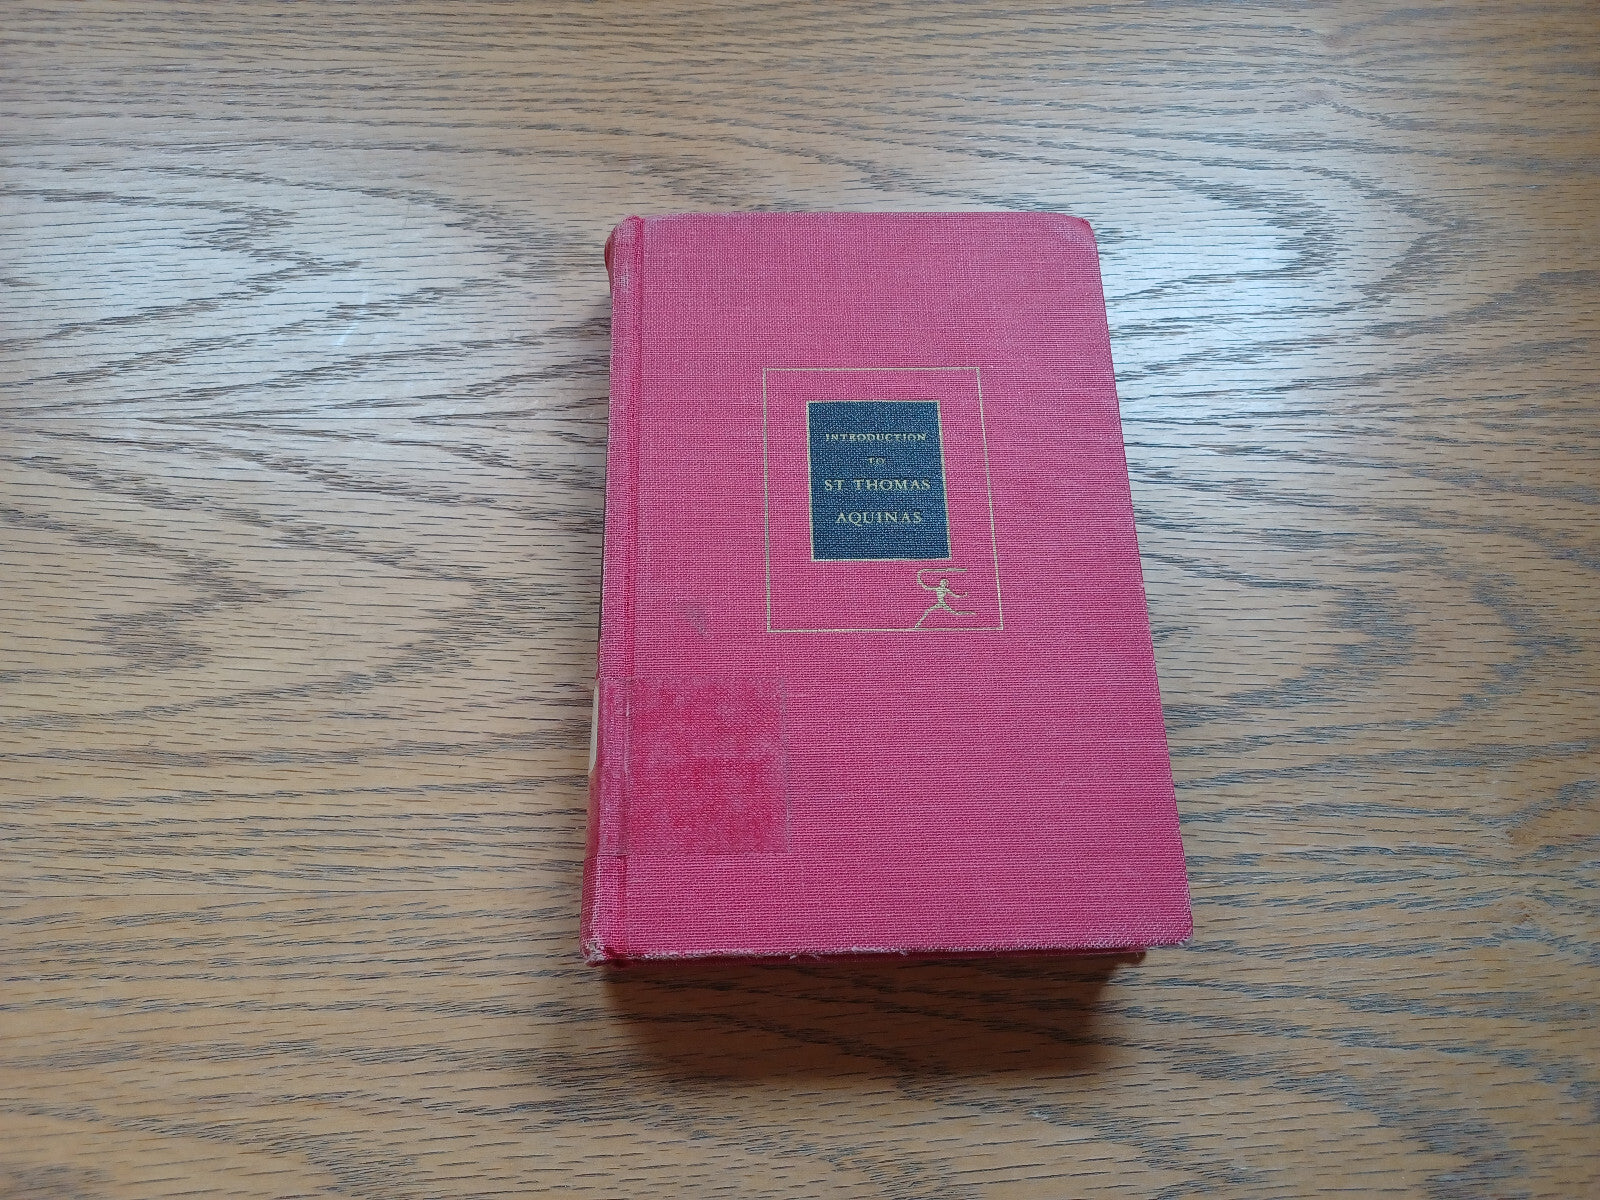 INTRODUCTION
TO
ST THOMAS
AQUINAS